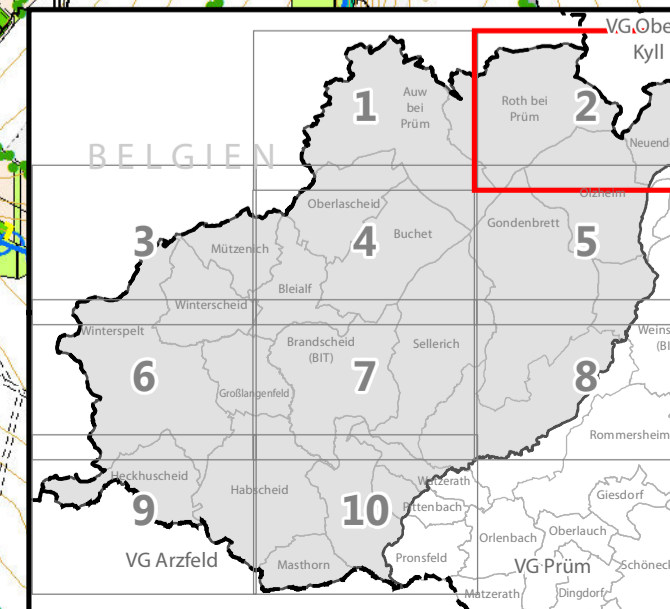 VG Obe
Kyll
1
Auw
bei
Prüm
Roth bei
Prüm
2
Neuend
BELGIEN
Olzheim
Oberlascheid
3
4
Buchet
Gondenbrett
5
Mützenich
Bleialf
Winterscheid
Winterspelt
Brandscheid
(BIT)
Sellerich
Weins
(BI
6
7
8
Großlangenfeld
Rommersheim
Heckhuscheid
Habscheid
Watzerath
Giesdorf
9
10
Pittenbach
Orlenbach
Oberlauch
VG Arzfeld
Masthorn
Pronsfeld
VG Prüm
Schöneck
Matzerath
Dingdorf